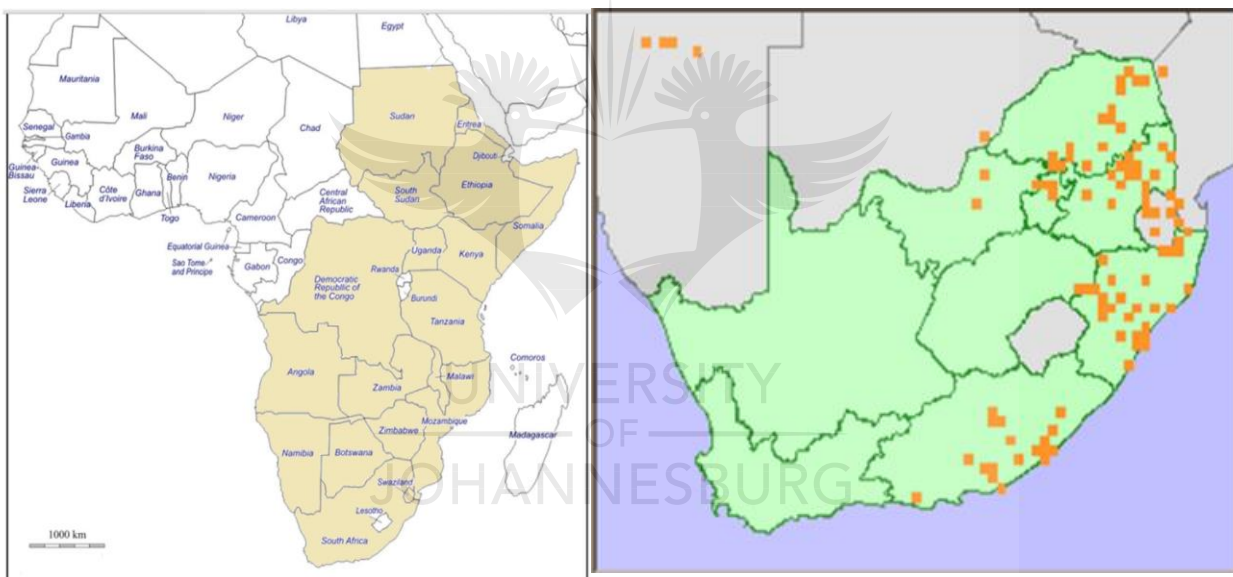 Libya
Egypt
Mauritania
Mali
Niger
Chad
Sudan
Eritrea
Senegal
Gambia
Guinea-
Bissau
Guinea
Sierra
Leone
Liberia
Côte
d'Ivoire
Burkina
Faso
Ghana
Togo
Benin
Nigeria
Cameroon
Central
African
Republic
South
Sudan
Ethiopia
Djibouti
Somalia
Equatorial Guinea
Sao Tome
and Principe
Gabon
Congo
Democratic
Republic of
the Congo
Uganda
Kenya
Rwanda
Burundi
Tanzania
Comoros
Angola
Zambia
Malawi
Mozambique
Zimbabwe
Madagascar
Namibia
Botswana
Swaziland
Lesotho
South Africa
1000 km
UNIVERSITY
OF
JOHANNESBURG